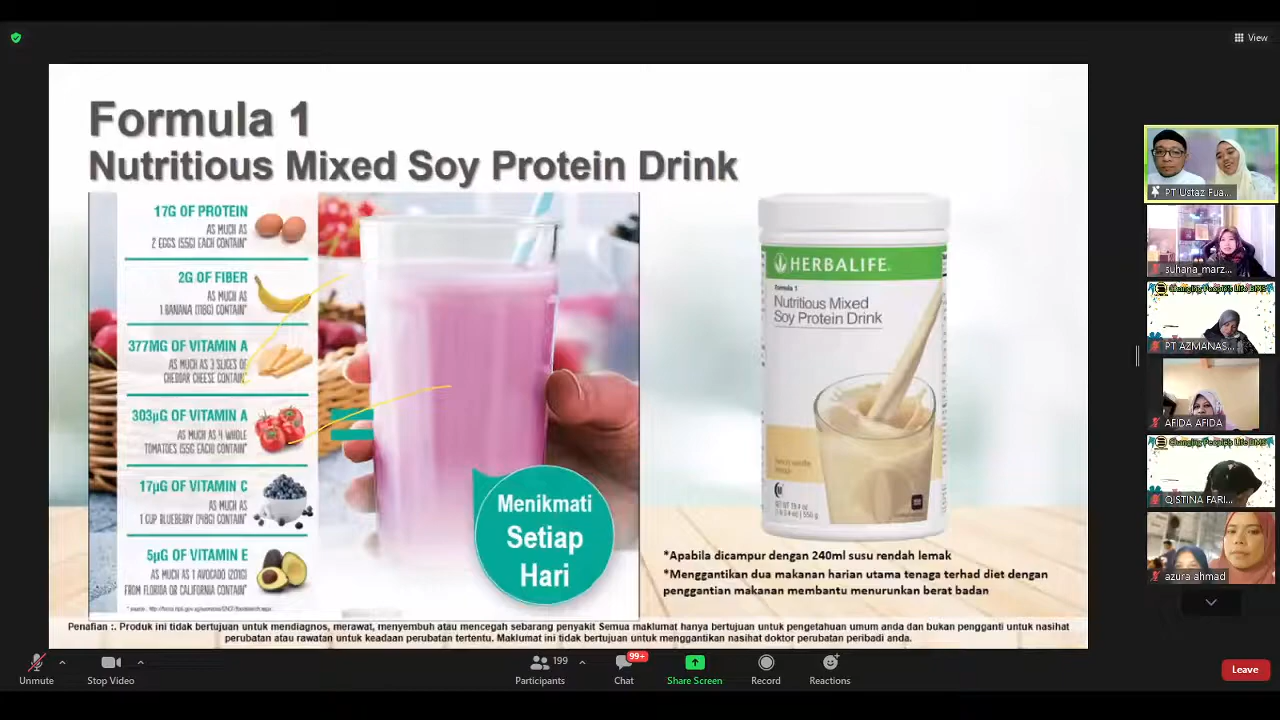 View
Formula 1
Nutritious Mixed Soy Protein Drink
17G OF PROTEIN
AS MUCH AS
2 EGGS (55G) EACH CONTAIN*
2G OF FIBER
AS MUCH AS
1 BANANA (118G) CONTAIN*
377MG OF VITAMIN A
AS MUCH AS 3 SLICES OF
CHEDDAR CHEESE CONTAIN*
303µG OF VITAMIN A
AS MUCH AS 4 WHOLE
TOMATOES (55G EACH) CONTAIN*
17µG OF VITAMIN C
AS MUCH AS
1 CUP BLUEBERRY (148G) CONTAIN*
5µG OF VITAMIN E
AS MUCH AS 1 AVOCADO (201G)
FROM FLORIDA OR CALIFORNIA CONTAIN*
Menikmati
Setiap
Hari
HERBALIFE
Formula 1
Nutritious Mixed
Soy Protein Drink
*Apabila dicampur dengan 240ml susu rendah lemak
*Menggantikan dua makanan harian utama tenaga terhad diet dengan
penggantian makanan membantu menurunkan berat badan
Penafian :. Produk ini tidak bertujuan untuk mendiagnos, merawat, menyembuh atau mencegah sebarang penyakit Semua maklumat hanya bertujuan untuk pengetahuan umum anda dan bukan pengganti untuk nasihat
perubatan atau rawatan untuk keadaan perubatan tertentu. Maklumat ini tidak bertujuan untuk menggantikan nasihat doktor perubatan peribadi anda.
PT Ustaz Fua...
suhana_marz...
PT AZMANAS...
AFIDA AFIDA
QISTINA FARI...
azura ahmad
Unmute
Stop Video
199
Participants
99+
Chat
Share Screen
Record
Reactions
Leave